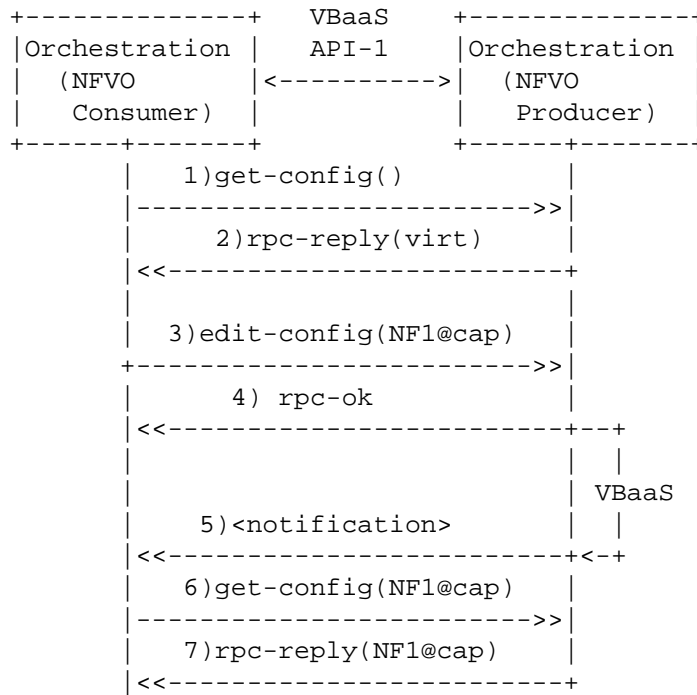 +--------------+ VBaaS +---------------+
|Orchestration | API-1 |Orchestration |
| (NFVO |<---------->| (NFVO |
| Consumer) | | Producer) |
+------+-------+ +------+--------+
| 1)get-config() |
|------------------------->>|
| 2)rpc-reply(virt) |
|<<-------------------------+
| |
| 3)edit-config(NF1@cap) |
+------------------------->>|
| 4) rpc-ok |
|<<-------------------------+--+
| | |
| | VBaaS
| 5)<notification> | |
|<<-------------------------+<-+
| 6)get-config(NF1@cap) |
|------------------------->>|
| 7)rpc-reply(NF1@cap) |
|<<-------------------------+